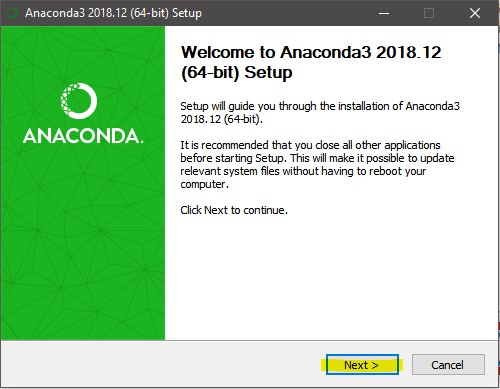 Anaconda3 2018.12 (64-bit) Setup
Welcome to Anaconda3 2018.12
(64-bit) Setup
ANACONDA.
Setup will guide you through the installation of Anaconda3
2018.12 (64-bit).
It is recommended that you close all other applications
before starting Setup. This will make it possible to update
relevant system files without having to reboot your
computer.
Click Next to continue.
Next >
Cancel